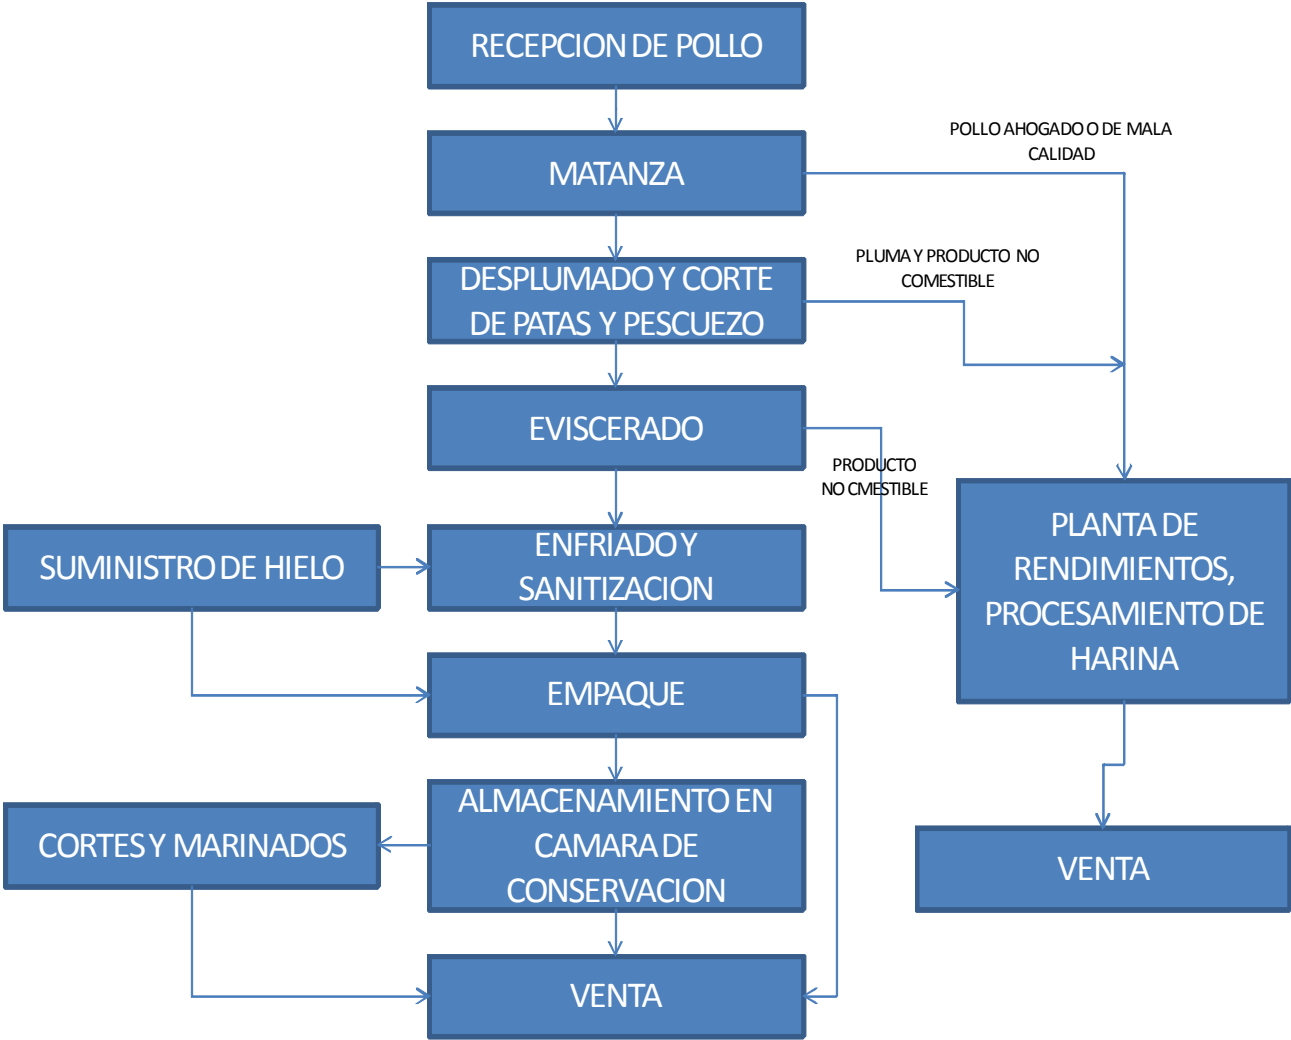 RECEPCION DE POLLO
MATANZA
POLLO AHOGADO O DE MALA
CALIDAD
DESPLUMADO Y CORTE
DE PATAS Y PESCUEZO
PLUMA Y PRODUCTO NO
COMESTIBLE
EVISCERADO
PRODUCTO
NO CMESTIBLE
SUMINISTRO DE HIELO
ENFRIADO Y
SANITIZACION
PLANTA DE
RENDIMIENTOS,
PROCESAMIENTO DE
HARINA
EMPAQUE
CORTES Y MARINADOS
ALMACENAMIENTO EN
CAMARA DE
CONSERVACION
VENTA
VENTA